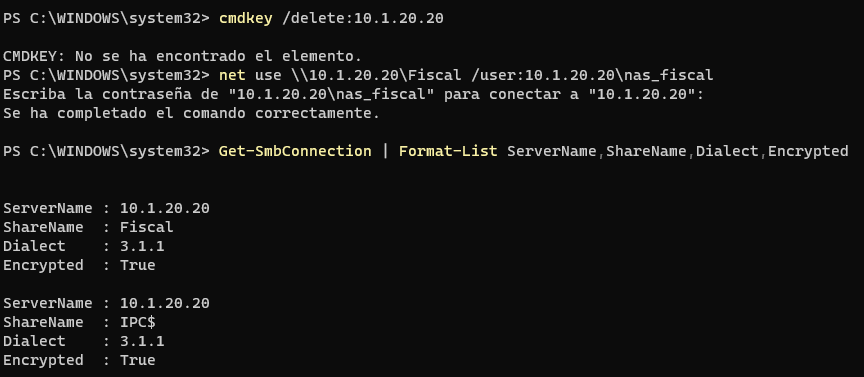 PS C:\WINDOWS\system32> cmdkey /delete:10.1.20.20
CMDKEY: No se ha encontrado el elemento.
PS C:\WINDOWS\system32> net use \\10.1.20.20\Fiscal /user:10.1.20.20\nas_fiscal
Escriba la contraseña de "10.1.20.20\nas_fiscal" para conectar a "10.1.20.20":
Se ha completado el comando correctamente.
PS C:\WINDOWS\system32> Get-SmbConnection | Format-List ServerName,ShareName,Dialect,Encrypted
ServerName : 10.1.20.20
ShareName  : Fiscal
Dialect    : 3.1.1
Encrypted  : True
ServerName : 10.1.20.20
ShareName  : IPC$
Dialect    : 3.1.1
Encrypted  : True